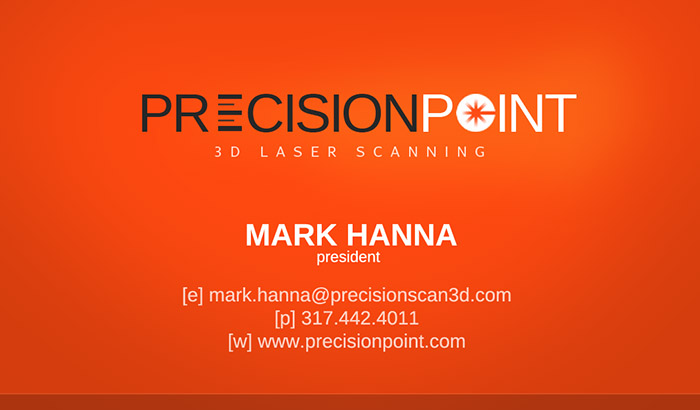 PRECISIONPOINT
3D LASER SCANNING
MARK HANNA
president
[e] mark.hanna@precisionscan3d.com
[p] 317.442.4011
[w] www.precisionpoint.com